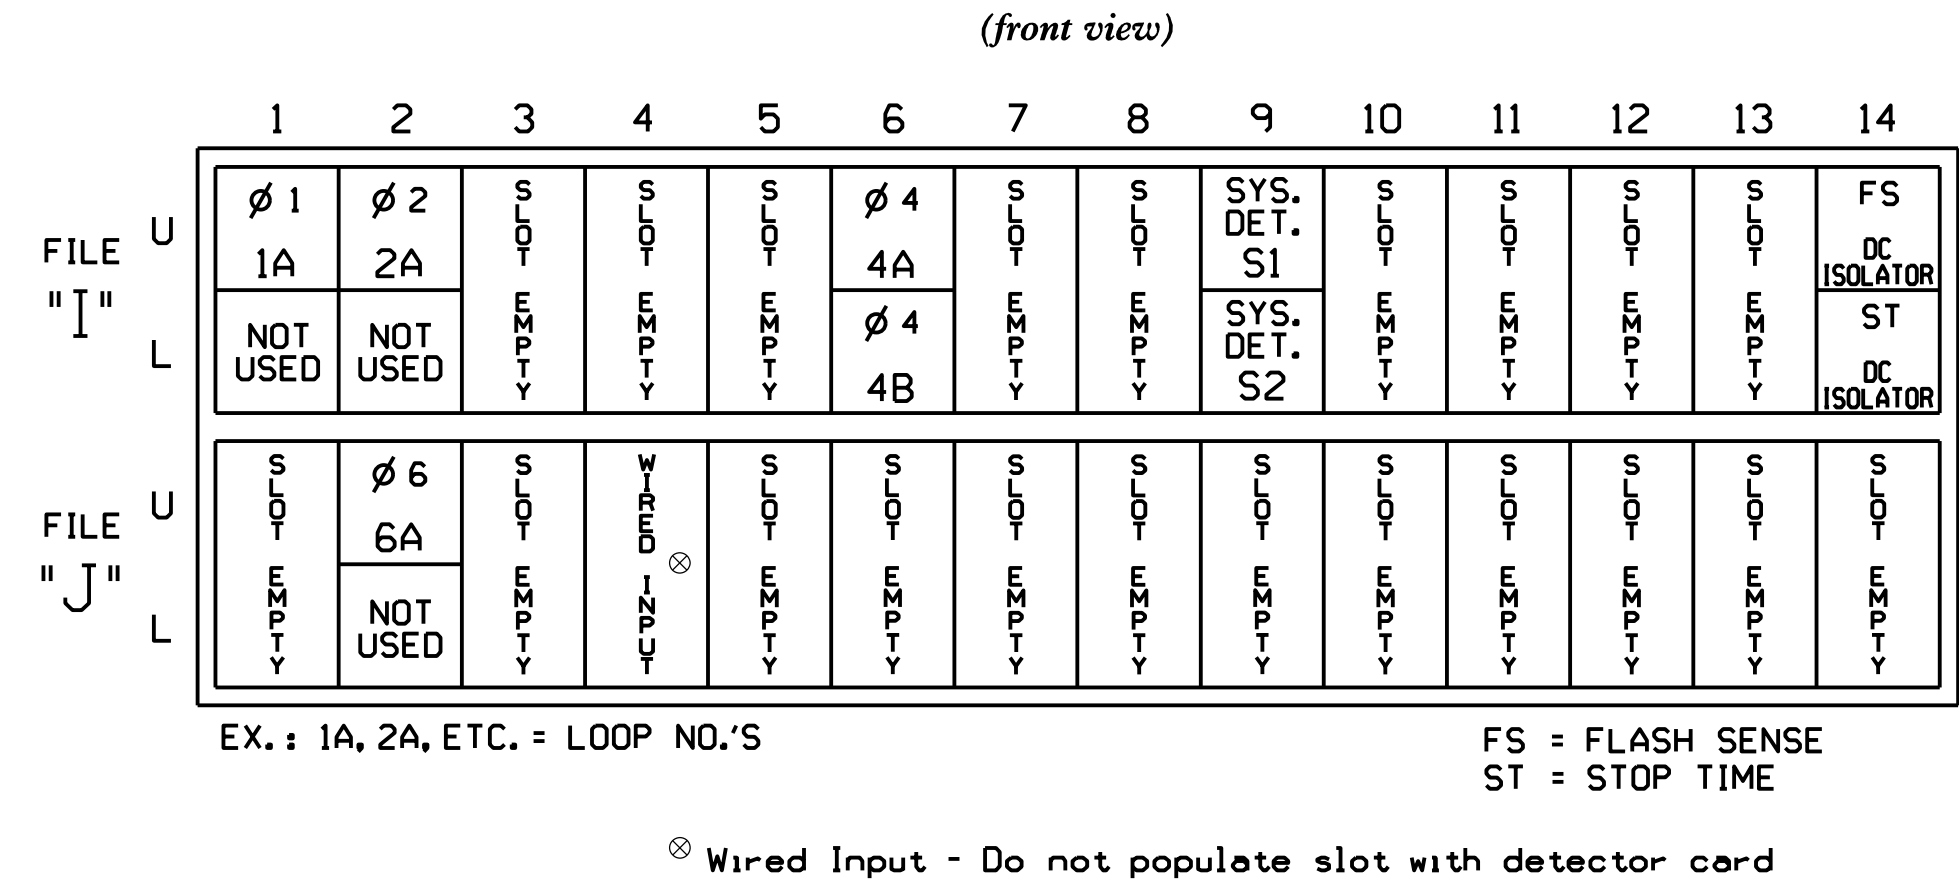 (front view)
1 2 3 4 5 6 7 8 9 10 11 12 13 14
FILE "I"
U
L
Ø 1
1A
NOT
USED
Ø 2
2A
NOT
USED
SLOT EMPTY
SLOT EMPTY
SLOT EMPTY
Ø 4
4A
Ø 4
4B
SLOT EMPTY
SLOT EMPTY
SYS.
DET.
S1
SYS.
DET.
S2
SLOT EMPTY
SLOT EMPTY
SLOT EMPTY
SLOT EMPTY
FS
DC
ISOLATOR
ST
DC
ISOLATOR
FILE "J"
U
L
SLOT EMPTY
Ø 6
6A
NOT
USED
SLOT EMPTY
WIRED INPUT ⊗
SLOT EMPTY
SLOT EMPTY
SLOT EMPTY
SLOT EMPTY
SLOT EMPTY
SLOT EMPTY
SLOT EMPTY
SLOT EMPTY
SLOT EMPTY
SLOT EMPTY
EX.: 1A, 2A, ETC. = LOOP NO.'S
FS = FLASH SENSE
ST = STOP TIME
⊗ Wired Input - Do not populate slot with detector card